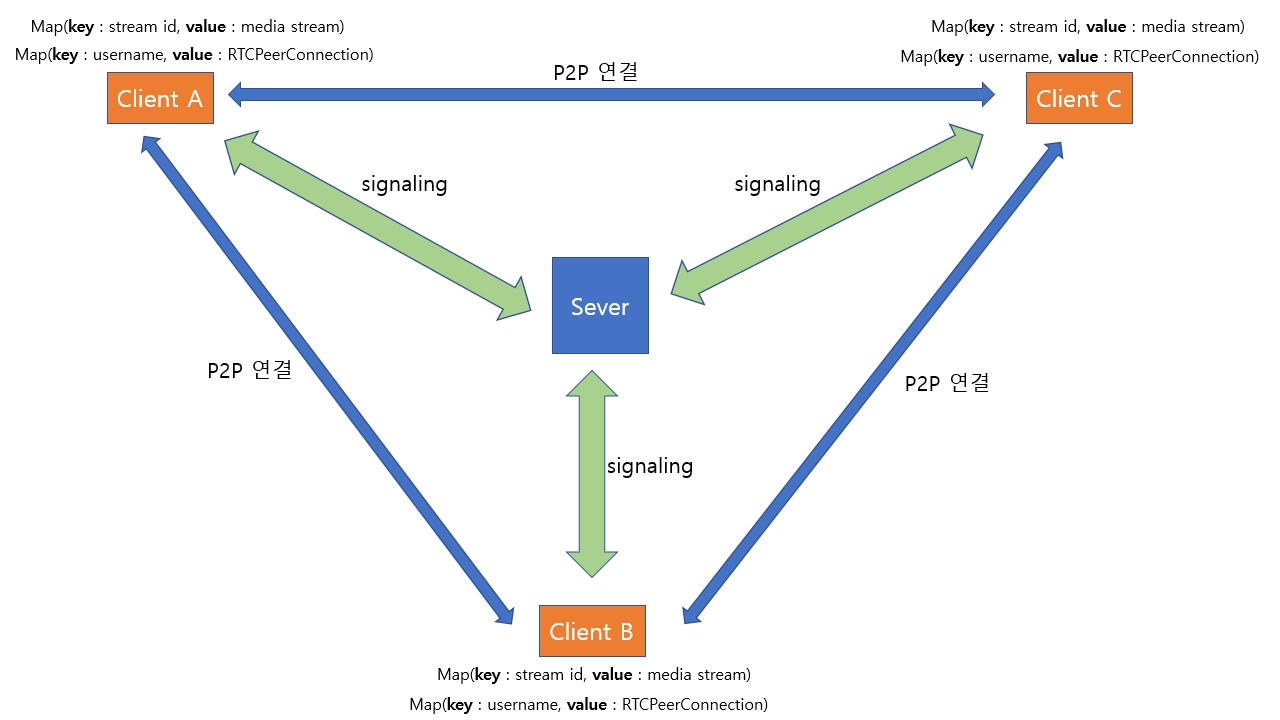 Map(key : stream id, value : media stream)
Map(key : username, value : RTCPeerConnection)
Client A
P2P 연결
Map(key : stream id, value : media stream)
Map(key : username, value : RTCPeerConnection)
Client C
signaling
signaling
Sever
P2P 연결
P2P 연결
signaling
Client B
Map(key : stream id, value : media stream)
Map(key : username, value : RTCPeerConnection)